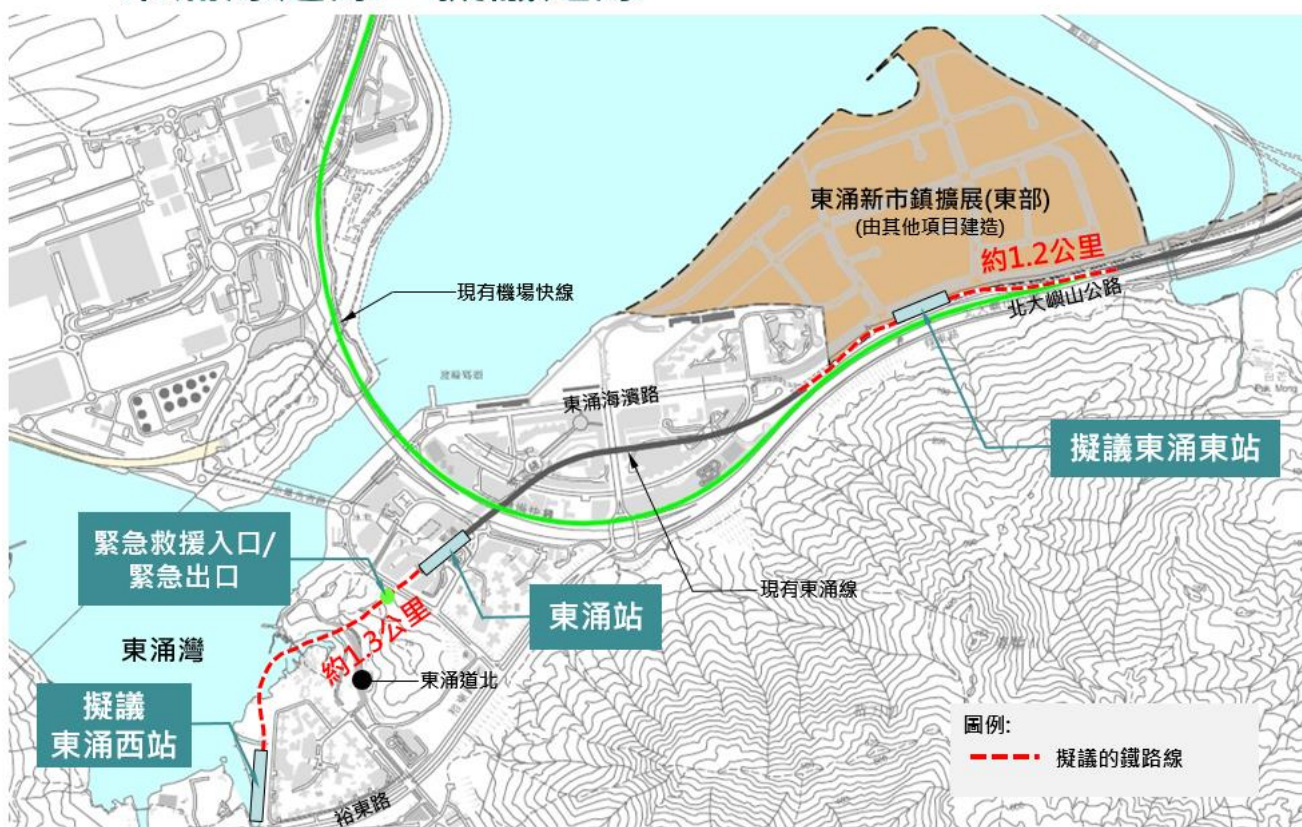 東涌新市鎮擴展(東部)
(由其他項目建造)
約1.2公里
現有機場快線
北大嶼山公路
東涌海濱路
擬議東涌東站
緊急救援入口/
緊急出口
現有東涌線
東涌站
約1.3公里
東涌灣
東涌道北
擬議
東涌西站
裕東路
圖例:
擬議的鐵路線
Pak Mong